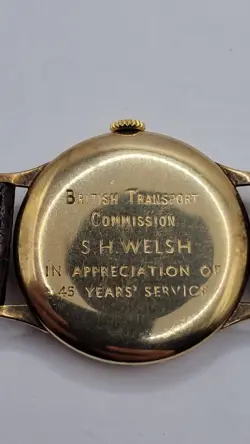 BRITISH TRANSPORT
COMMISSION
S.H. WELSH
IN APPRECIATION OF
45 YEARS' SERVICE